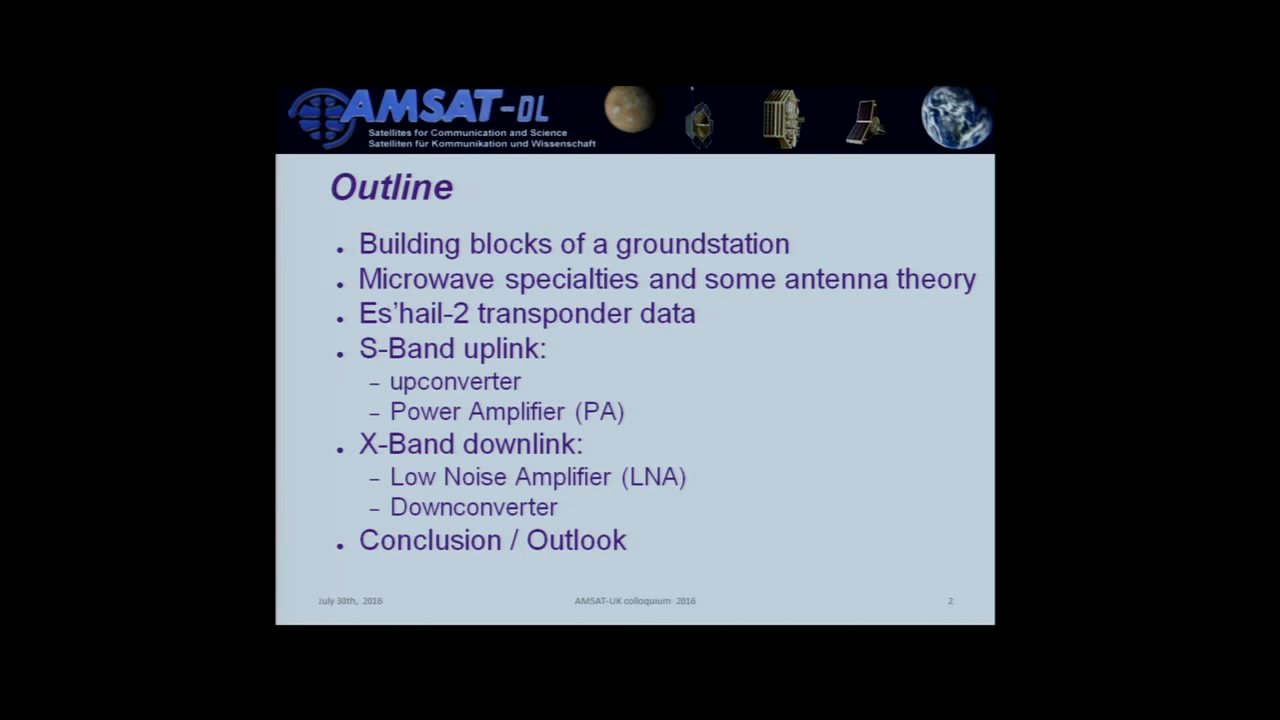 AMSAT-DL
Satellites for Communication and Science
Satelliten für Kommunikation und Wissenschaft
Outline
. Building blocks of a groundstation
. Microwave specialties and some antenna theory
. Es'hail-2 transponder data
. S-Band uplink:
– upconverter
– Power Amplifier (PA)
. X-Band downlink:
– Low Noise Amplifier (LNA)
– Downconverter
. Conclusion / Outlook
July 30th, 2016 AMSAT-UK colloquium 2016 2